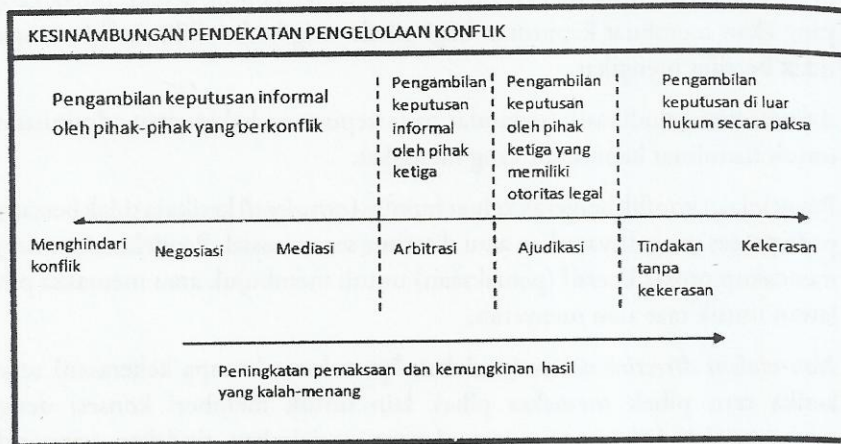 KESINAMBUNGAN PENDEKATAN PENGELOLAAN KONFLIK
Pengambilan keputusan informal
oleh pihak-pihak yang berkonflik
Pengambilan
keputusan
informal
oleh pihak
ketiga
Pengambilan
keputusan
oleh pihak
ketiga yang
memiliki
otoritas legal
Pengambilan
keputusan di luar
hukum secara paksa
Menghindari
konflik
Negosiasi
Mediasi
Arbitrasi
Ajudikasi
Tindakan
tanpa
kekerasan
Kekerasan
Peningkatan pemaksaan dan kemungkinan hasil
yang kalah-menang